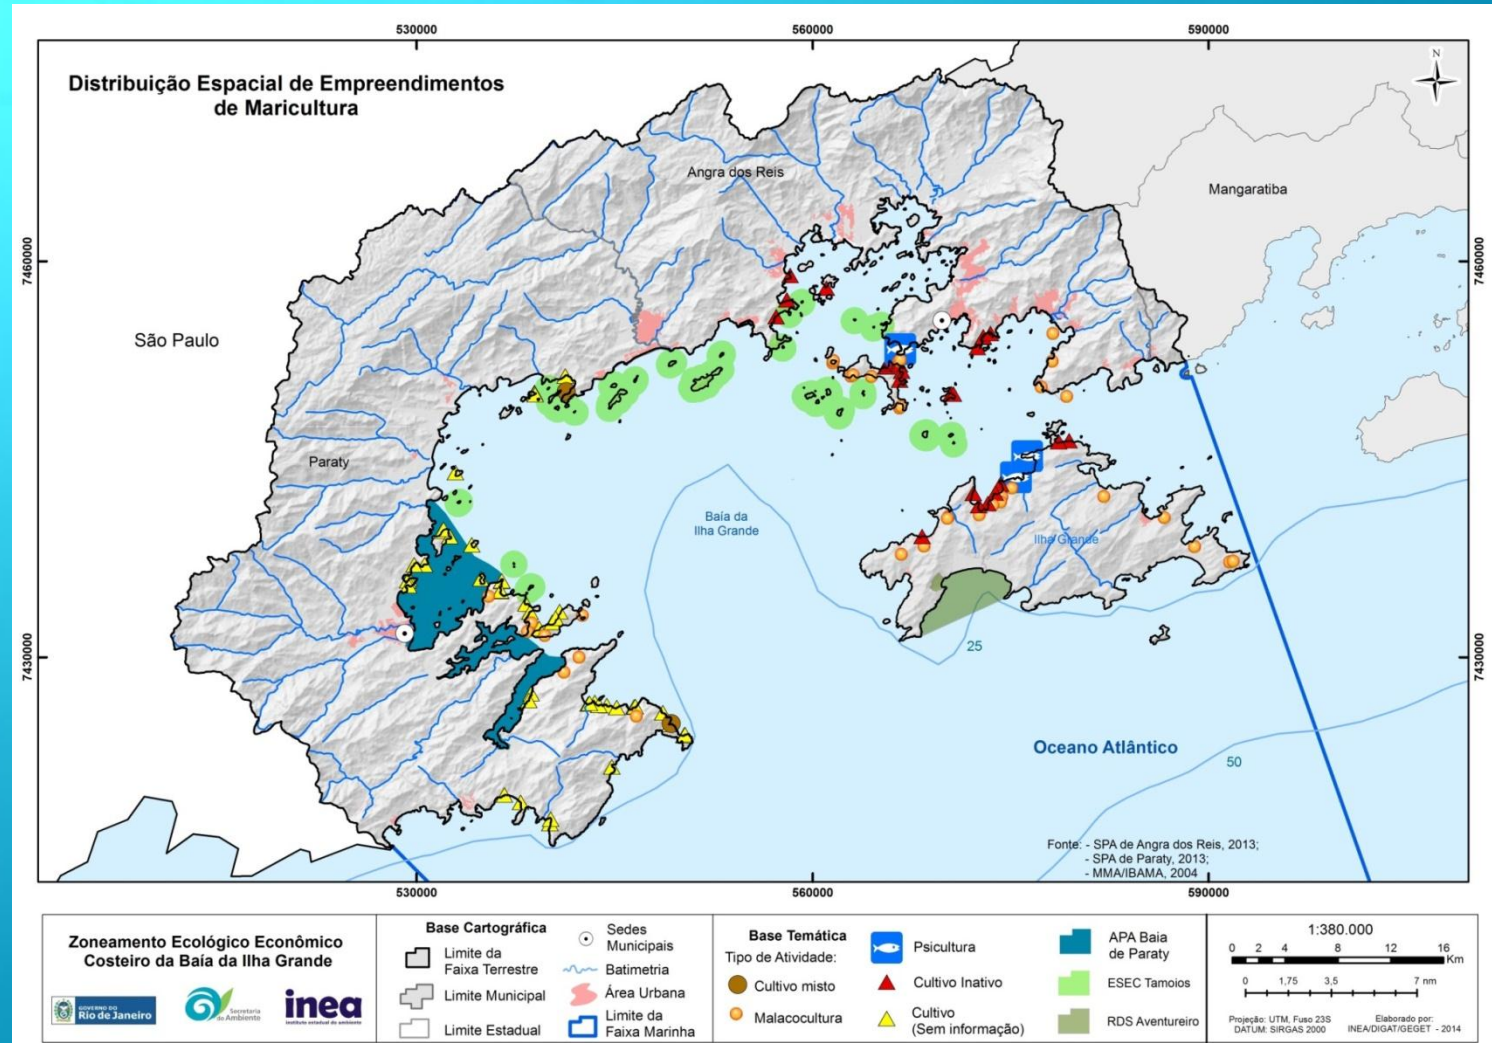 530000
560000
590000
Distribuição Espacial de Empreendimentos
de Maricultura
N
Angra dos Reis
Mangaratiba
7460000
7460000
São Paulo
Paraty
Baía da
Ilha Grande
Ilha Grande
25
7430000
7430000
Oceano Atlântico
50
Fonte: - SPA de Angra dos Reis, 2013;
- SPA de Paraty, 2013;
- MMA/IBAMA, 2004
530000
560000
590000
Zoneamento Ecológico Econômico
Costeiro da Baía da Ilha Grande
GOVERNO DO
Rio de Janeiro
Secretaria
do Ambiente
inea
instituto estadual do ambiente
Base Cartográfica
Limite da
Faixa Terrestre
Limite Municipal
Limite Estadual
Sedes
Municipais
Batimetria
Área Urbana
Limite da
Faixa Marinha
Base Temática
Tipo de Atividade:
Cultivo misto
Malacocultura
Psicultura
Cultivo Inativo
Cultivo
(Sem informação)
APA Baia
de Paraty
ESEC Tamoios
RDS Aventureiro
1:380.000
0 2 4 8 12 16
Km
0 1,75 3,5 7 nm
Projeção: UTM, Fuso 23S
DATUM: SIRGAS 2000
Elaborado por:
INEA/DIGAT/GEGET - 2014